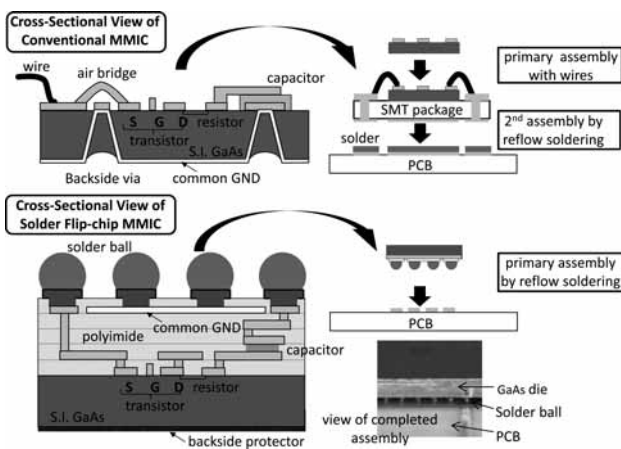 Cross-Sectional View of
Conventional MMIC
wire
air bridge
capacitor
S G D
resistor
transistor
S.I. GaAs
Backside via
common GND
primary assembly
with wires
SMT package
2nd assembly by
reflow soldering
solder
PCB
Cross-Sectional View of
Solder Flip-chip MMIC
solder ball
polyimide
common GND
capacitor
S G D
resistor
transistor
S.I. GaAs
backside protector
primary assembly
by reflow soldering
PCB
GaAs die
Solder ball
view of completed
assembly
PCB